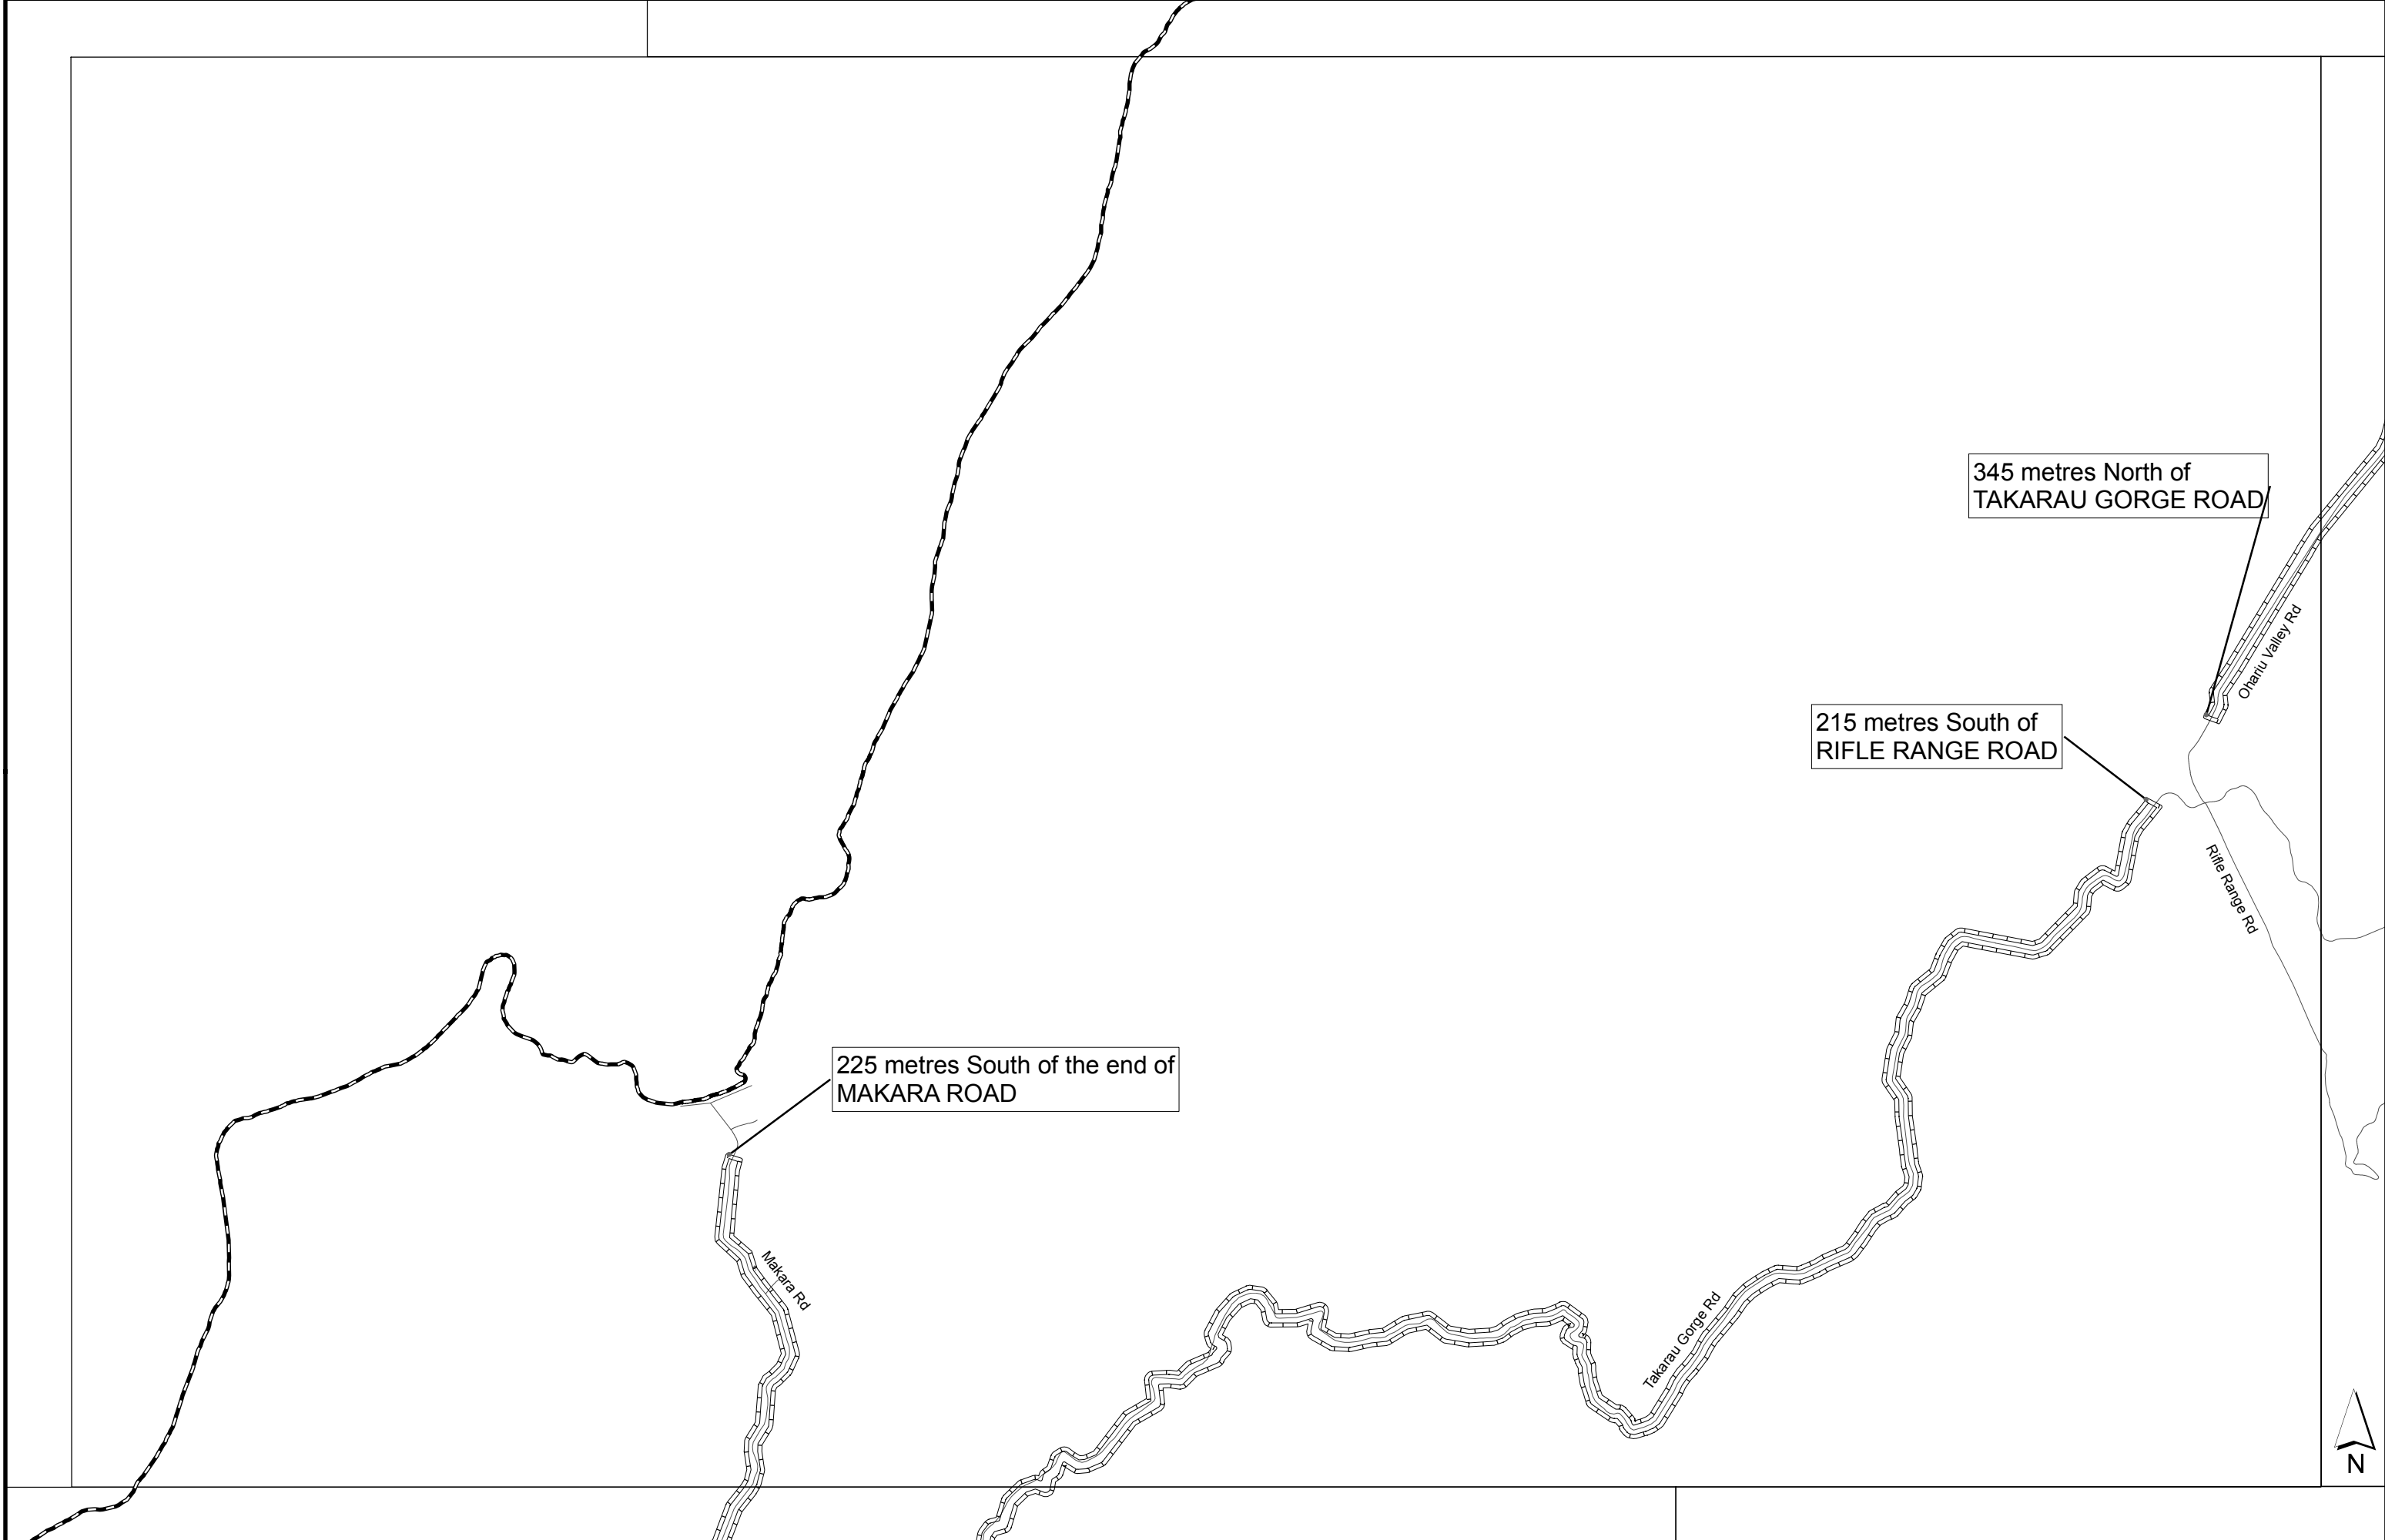 345 metres North of
TAKARAU GORGE ROAD
Ohariu Valley Rd
215 metres South of
RIFLE RANGE ROAD
Rifle Range Rd
225 metres South of the end of
MAKARA ROAD
Makara Rd
Takarau Gorge Rd
N